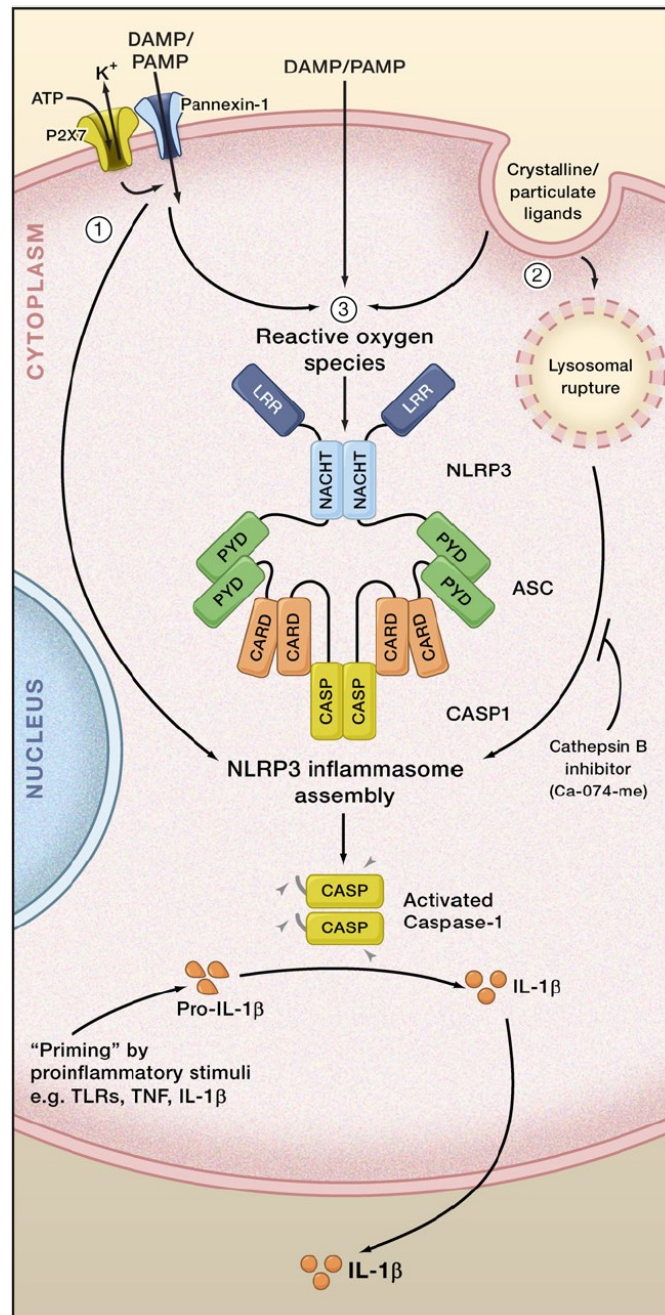 DAMP/
PAMP
K+
ATP
P2X7
Pannexin-1
DAMP/PAMP
Crystalline/
particulate
ligands
1
2
3
CYTOPLASM
Reactive oxygen
species
Lysosomal
rupture
LRR
LRR
NACHT
NACHT
NLRP3
PYD
PYD
PYD
PYD
ASC
CARD
CARD
CARD
CARD
CASP
CASP
CASP1
NUCLEUS
Cathepsin B
inhibitor
(Ca-074-me)
NLRP3 inflammasome
assembly
CASP
CASP
Activated
Caspase-1
Pro-IL-1β
IL-1β
“Priming” by
proinflammatory stimuli
e.g. TLRs, TNF, IL-1β
IL-1β